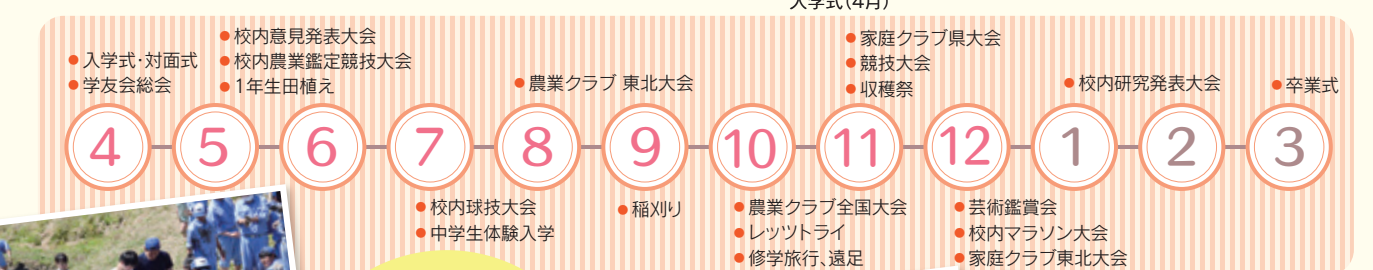 入学式(4月)
●入学式・対面式
●学友会総会
●校内意見発表大会
●校内農業鑑定競技大会
●1年生田植え
●農業クラブ 東北大会
●家庭クラブ県大会
●競技大会
●収穫祭
●校内研究発表大会
●卒業式
4 5 6 7 8 9 10 11 12 1 2 3
●校内球技大会
●中学生体験入学
●稲刈り
●農業クラブ全国大会
●レッツトライ
●修学旅行、遠足
●芸術鑑賞会
●校内マラソン大会
●家庭クラブ東北大会